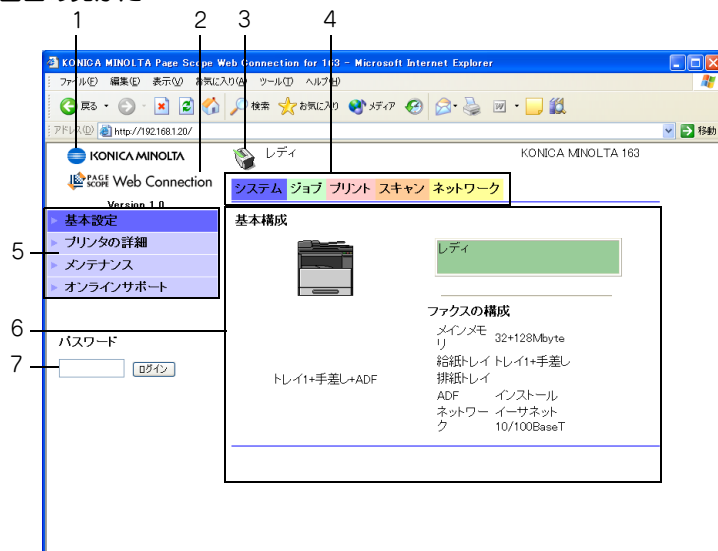 1
2
3
4
KONICA MINOLTA Page Scope Web Connection for 163 - Microsoft Internet Explorer
ファイル(F) 編集(E) 表示(V) お気に入り(A) ツール(T) ヘルプ(H)
戻る 検索 お気に入り メディア
アドレス(D) http://192.168.1.20/ 移動
KONICA MINOLTA
レディ
KONICA MINOLTA 163
PAGE SCOPE Web Connection
Version 1.0
システム ジョブ プリント スキャン ネットワーク
5
基本設定
プリンタの詳細
メンテナンス
オンラインサポート
基本構成
レディ
ファクスの構成
メインメモリ 32+128Mbyte
給紙トレイ トレイ1+手差し
排紙トレイ
ADF インストール
ネットワーク イーサネット 10/100BaseT
トレイ1+手差し+ADF
6
パスワード
7
ログイン